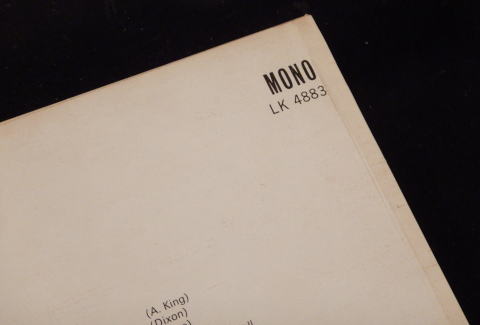 MONO
LK 4883
(A. King)
(Dixon)